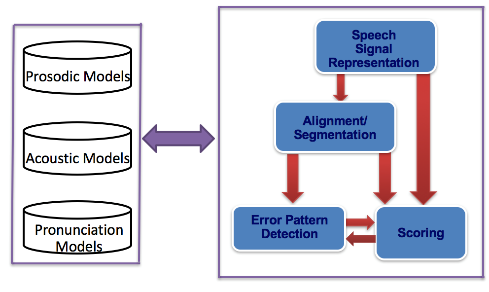 Prosodic Models
Acoustic Models
Pronunciation
Models
Speech
Signal
Representation
Alignment/
Segmentation
Error Pattern
Detection
Scoring